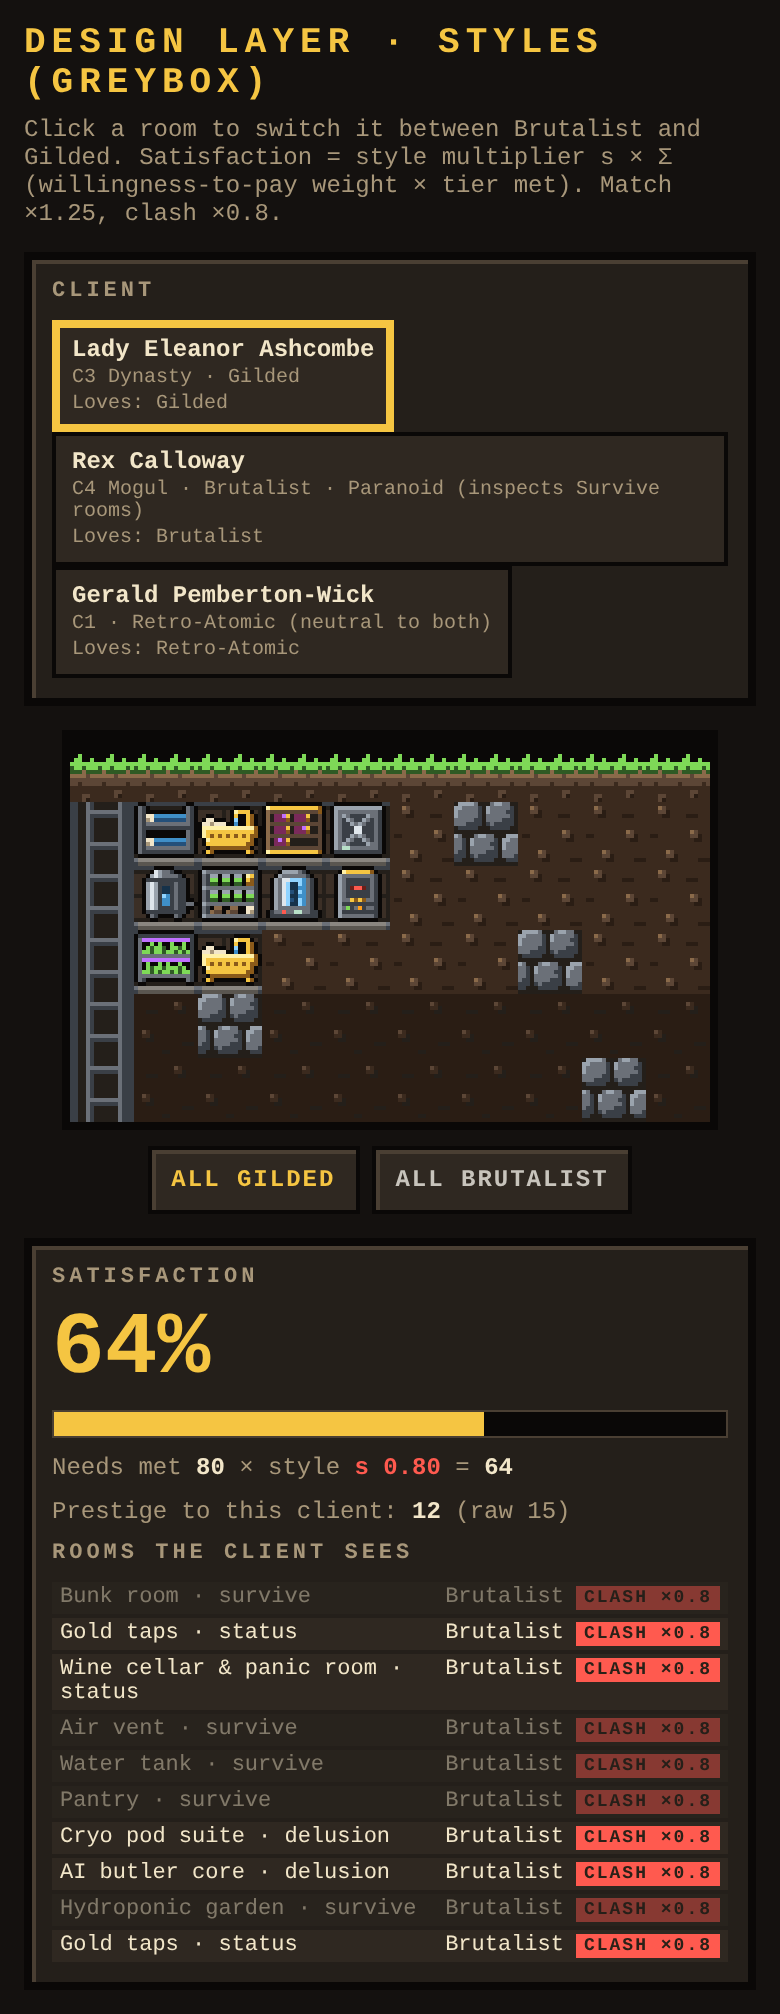 DESIGN LAYER · STYLES
(GREYBOX)
Click a room to switch it between Brutalist and
Gilded. Satisfaction = style multiplier s × Σ
(willingness-to-pay weight × tier met). Match
×1.25, clash ×0.8.
CLIENT
Lady Eleanor Ashcombe
C3 Dynasty · Gilded
Loves: Gilded
Rex Calloway
C4 Mogul · Brutalist · Paranoid (inspects Survive
rooms)
Loves: Brutalist
Gerald Pemberton-Wick
C1 · Retro-Atomic (neutral to both)
Loves: Retro-Atomic
ALL GILDED ALL BRUTALIST
SATISFACTION
64%
Needs met 80 × style s 0.80 = 64
Prestige to this client: 12 (raw 15)
ROOMS THE CLIENT SEES
Bunk room · survive Brutalist CLASH ×0.8
Gold taps · status Brutalist CLASH ×0.8
Wine cellar & panic room · Brutalist CLASH ×0.8
status
Air vent · survive Brutalist CLASH ×0.8
Water tank · survive Brutalist CLASH ×0.8
Pantry · survive Brutalist CLASH ×0.8
Cryo pod suite · delusion Brutalist CLASH ×0.8
AI butler core · delusion Brutalist CLASH ×0.8
Hydroponic garden · survive Brutalist CLASH ×0.8
Gold taps · status Brutalist CLASH ×0.8